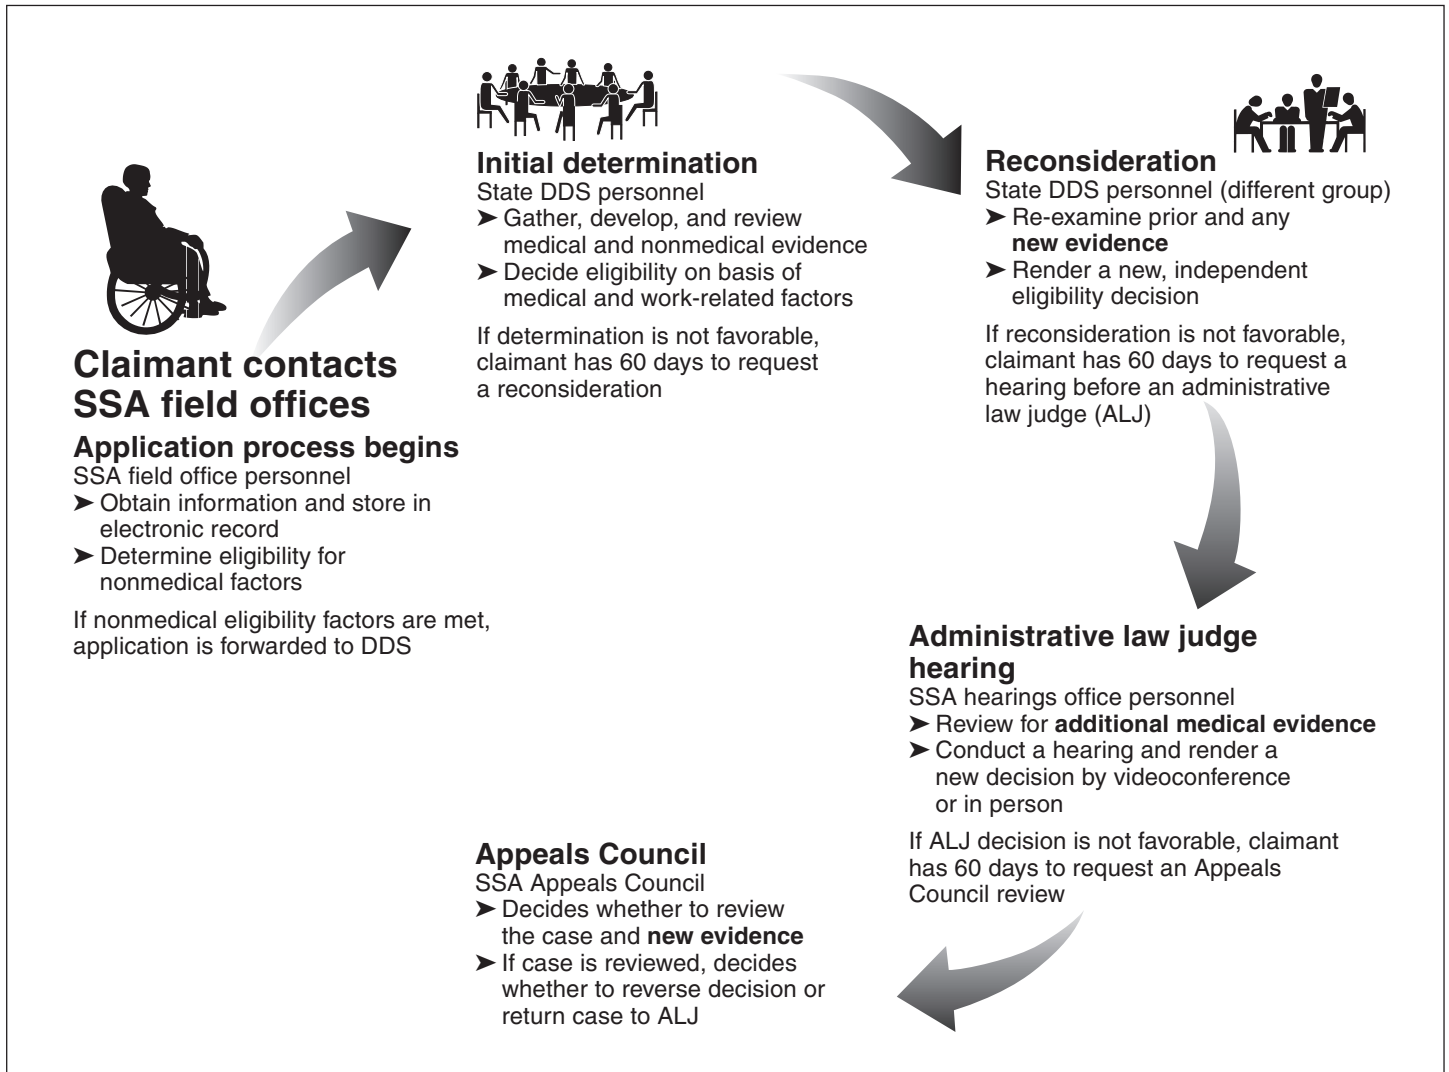 Claimant contacts
SSA field offices
Application process begins
SSA field office personnel
➤ Obtain information and store in
electronic record
➤ Determine eligibility for
nonmedical factors
If nonmedical eligibility factors are met,
application is forwarded to DDS
Initial determination
State DDS personnel
➤ Gather, develop, and review
medical and nonmedical evidence
➤ Decide eligibility on basis of
medical and work-related factors
If determination is not favorable,
claimant has 60 days to request
a reconsideration
Reconsideration
State DDS personnel (different group)
➤ Re-examine prior and any
new evidence
➤ Render a new, independent
eligibility decision
If reconsideration is not favorable,
claimant has 60 days to request a
hearing before an administrative
law judge (ALJ)
Administrative law judge
hearing
SSA hearings office personnel
➤ Review for additional medical evidence
➤ Conduct a hearing and render a
new decision by videoconference
or in person
If ALJ decision is not favorable, claimant
has 60 days to request an Appeals
Council review
Appeals Council
SSA Appeals Council
➤ Decides whether to review
the case and new evidence
➤ If case is reviewed, decides
whether to reverse decision or
return case to ALJ